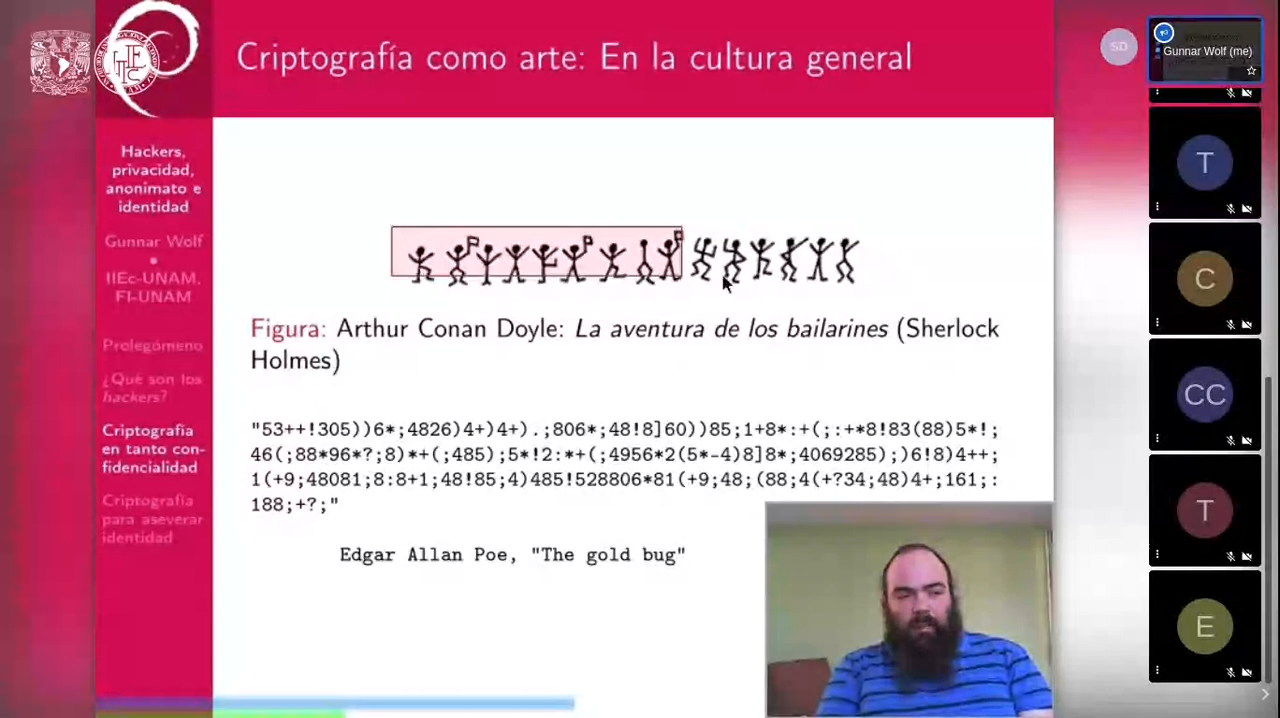 Criptografía como arte: En la cultura general
Hackers,
privacidad,
anonimato e
identidad
Gunnar Wolf
•
IIEc-UNAM,
FI-UNAM
Prolegómeno
¿Qué son los
hackers?
Criptografía
en tanto con-
fidencialidad
Criptografía
para aseverar
identidad
Figura: Arthur Conan Doyle: La aventura de los bailarines (Sherlock
Holmes)
"53++!305))6*;4826)4+)4+).;806*;48!8]60))85;1+8*:+(;:+*8!83(88)5*!;
46(;88*96*?;8)*+(;485);5*!2:*+(;4956*2(5*-4)8]8*;4069285);)6!8)4++;
1(+9;48081;8:8+1;48!85;4)485!528806*81(+9;48;(88;4(+?34;48)4+;161;:
188;+?;"
Edgar Allan Poe, "The gold bug"
SD
Gunnar Wolf (me)
T
C
CC
T
E